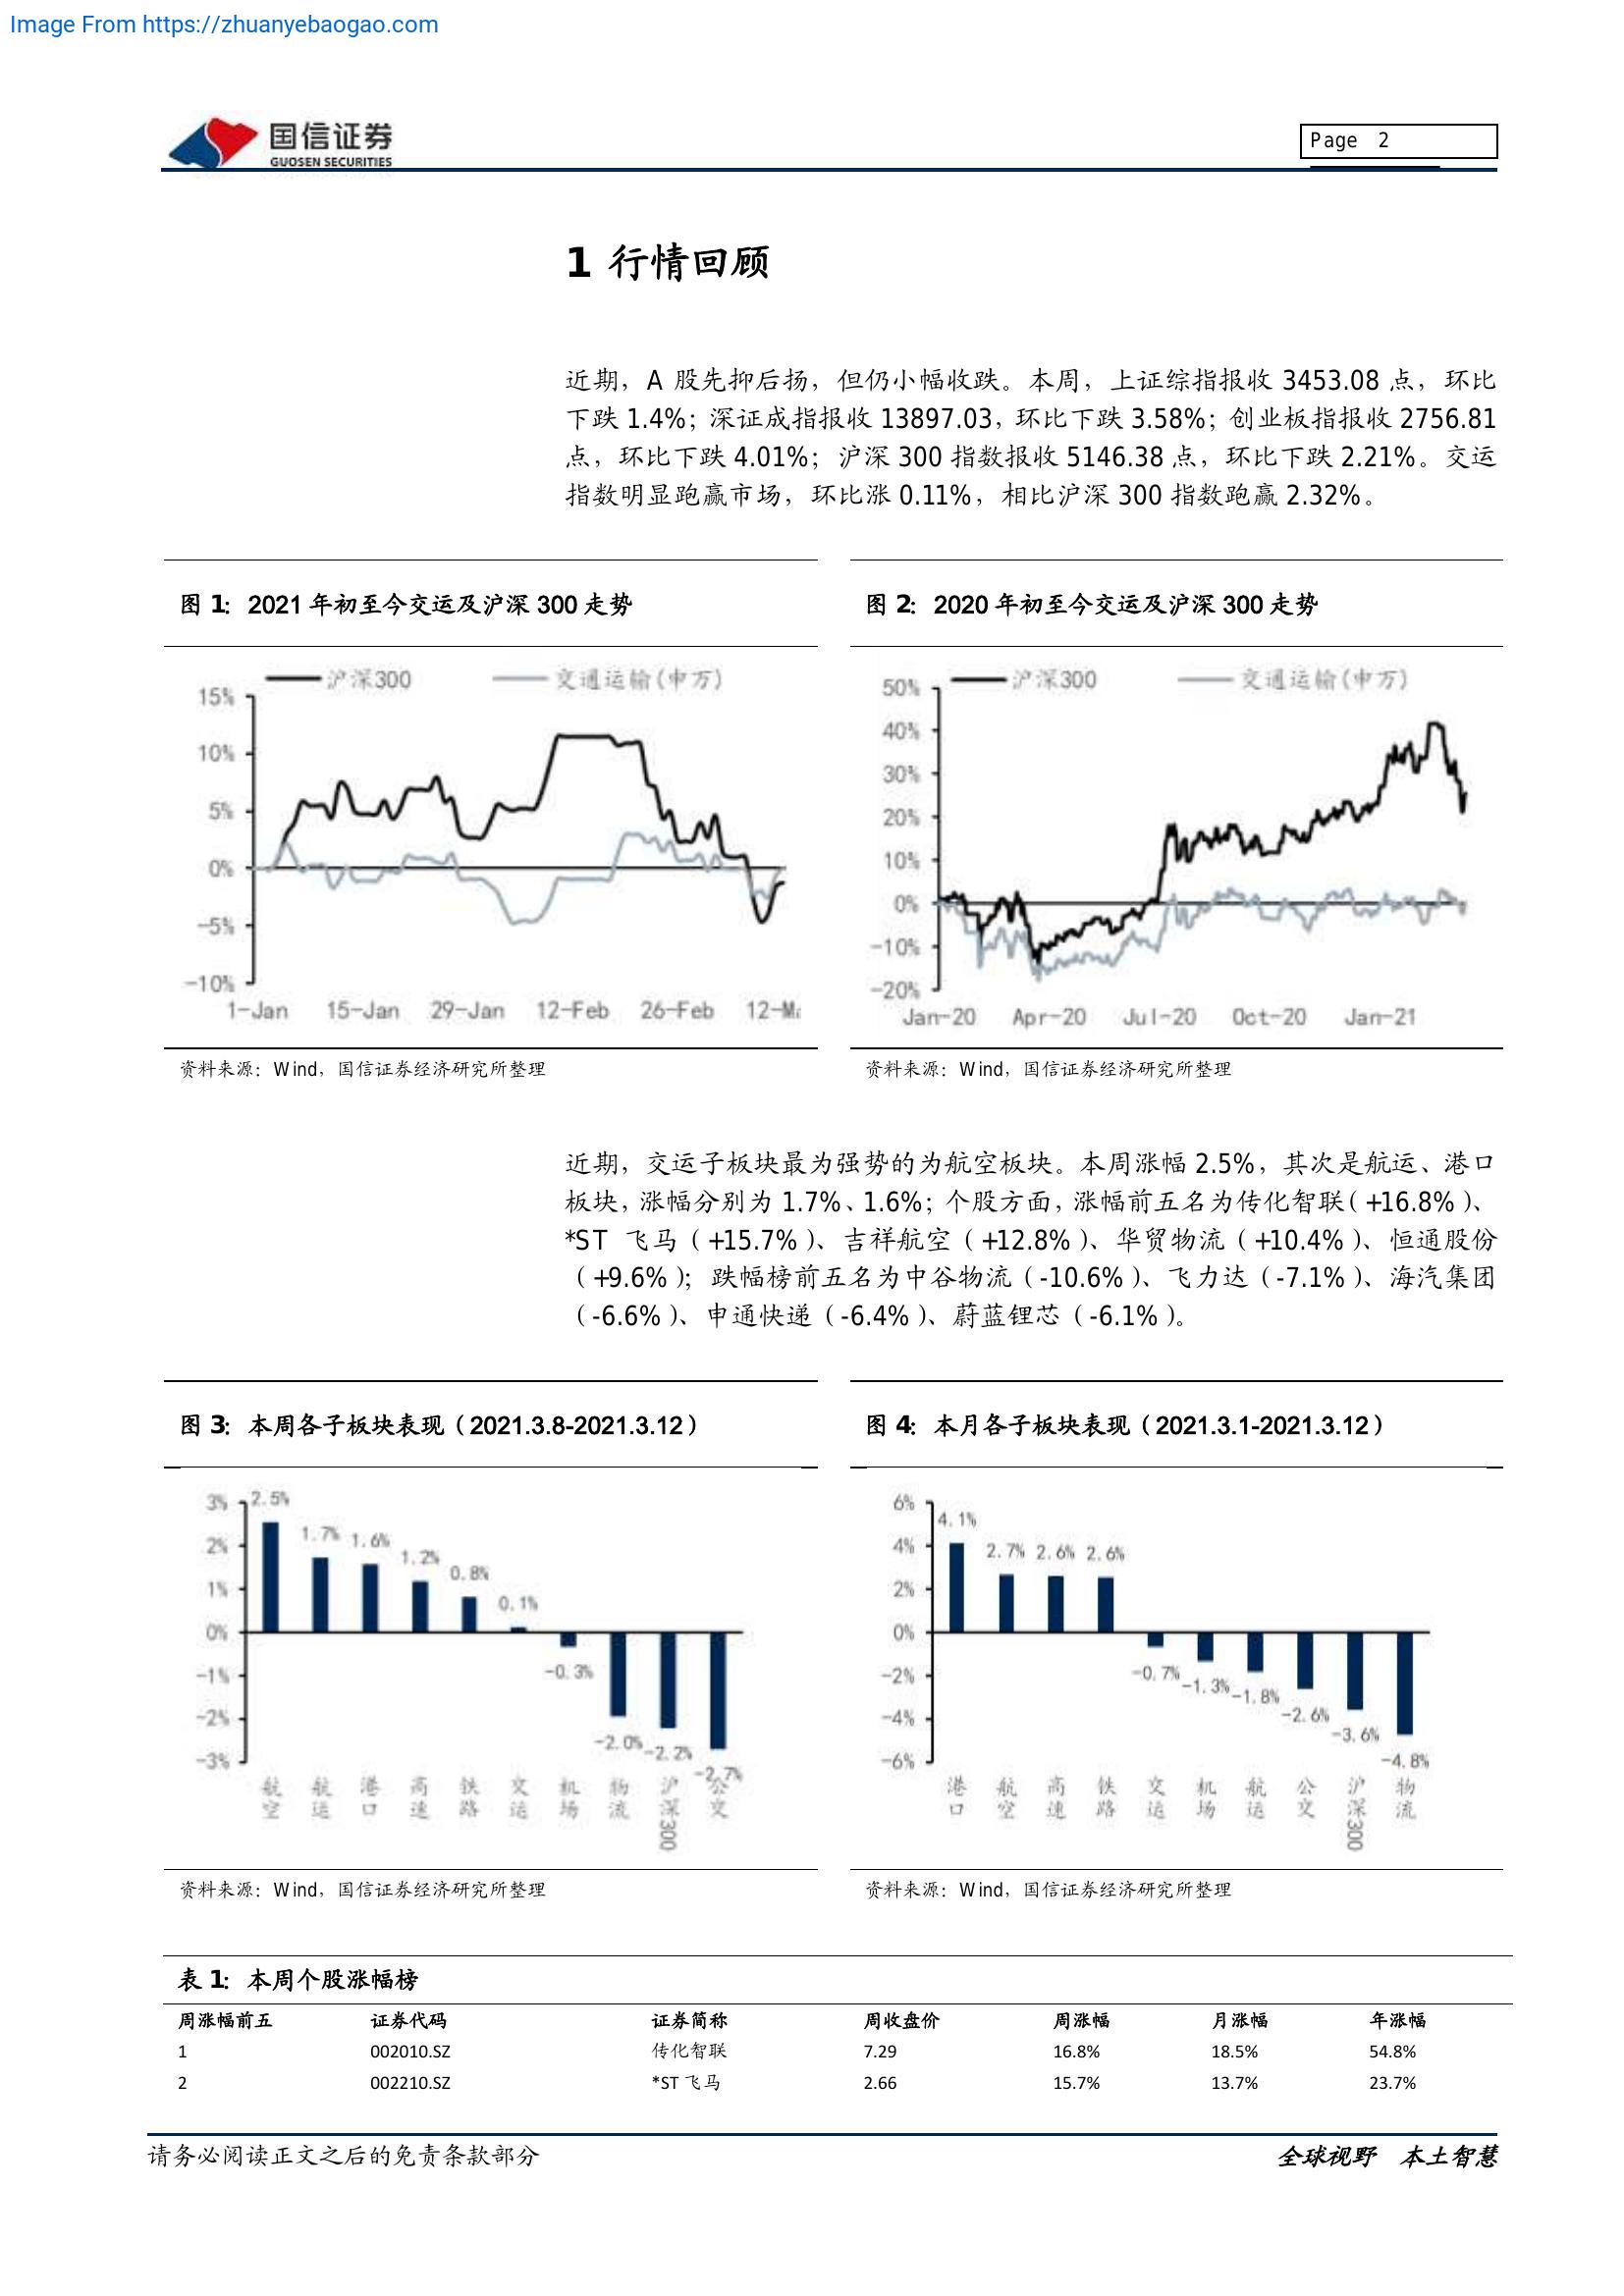 Image From https://zhuanyebaogao.com
国信证券
GUOSEN SECURITIES
Page 2
1 行情回顾
近期，A 股先抑后扬，但仍小幅收跌。本周，上证综指报收 3453.08 点，环比
下跌 1.4%；深证成指报收 13897.03，环比下跌 3.58%；创业板指报收 2756.81
点，环比下跌 4.01%；沪深 300 指数报收 5146.38 点，环比下跌 2.21%。交运
指数明显跑赢市场，环比涨 0.11%，相比沪深 300 指数跑赢 2.32%。
图 1：2021 年初至今交运及沪深 300 走势
沪深300 交通运输(申万)
15%
10%
5%
0%
-5%
-10%
1-Jan 15-Jan 29-Jan 12-Feb 26-Feb 12-Ma
资料来源：Wind，国信证券经济研究所整理
图 2：2020 年初至今交运及沪深 300 走势
沪深300 交通运输(申万)
50%
40%
30%
20%
10%
0%
-10%
-20%
Jan-20 Apr-20 Jul-20 Oct-20 Jan-21
资料来源：Wind，国信证券经济研究所整理
近期，交运子板块最为强势的为航空板块。本周涨幅 2.5%，其次是航运、港口
板块，涨幅分别为 1.7%、1.6%；个股方面，涨幅前五名为传化智联（+16.8%）、
*ST 飞马（+15.7%）、吉祥航空（+12.8%）、华贸物流（+10.4%）、恒通股份
（+9.6%）；跌幅榜前五名为中谷物流（-10.6%）、飞力达（-7.1%）、海汽集团
（-6.6%）、申通快递（-6.4%）、蔚蓝锂芯（-6.1%）。
图 3：本周各子板块表现（2021.3.8-2021.3.12）
3%
2%
1%
0%
-1%
-2%
-3%
2.5% 1.7% 1.6% 1.2% 0.8% 0.1% -0.3% -2.0% -2.2% -2.7%
航空 航运 港口 高速 铁路 交运 机场 物流 沪深300 公交
资料来源：Wind，国信证券经济研究所整理
图 4：本月各子板块表现（2021.3.1-2021.3.12）
6%
4%
2%
0%
-2%
-4%
-6%
4.1% 2.7% 2.6% 2.6% -0.7% -1.3% -1.8% -2.6% -3.6% -4.8%
港口 航空 高速 铁路 交运 机场 航运 公交 沪深300 物流
资料来源：Wind，国信证券经济研究所整理
表 1：本周个股涨幅榜
周涨幅前五 证券代码 证券简称 周收盘价 周涨幅 月涨幅 年涨幅
1 002010.SZ 传化智联 7.29 16.8% 18.5% 54.8%
2 002210.SZ *ST 飞马 2.66 15.7% 13.7% 23.7%
请务必阅读正文之后的免责条款部分
全球视野 本土智慧